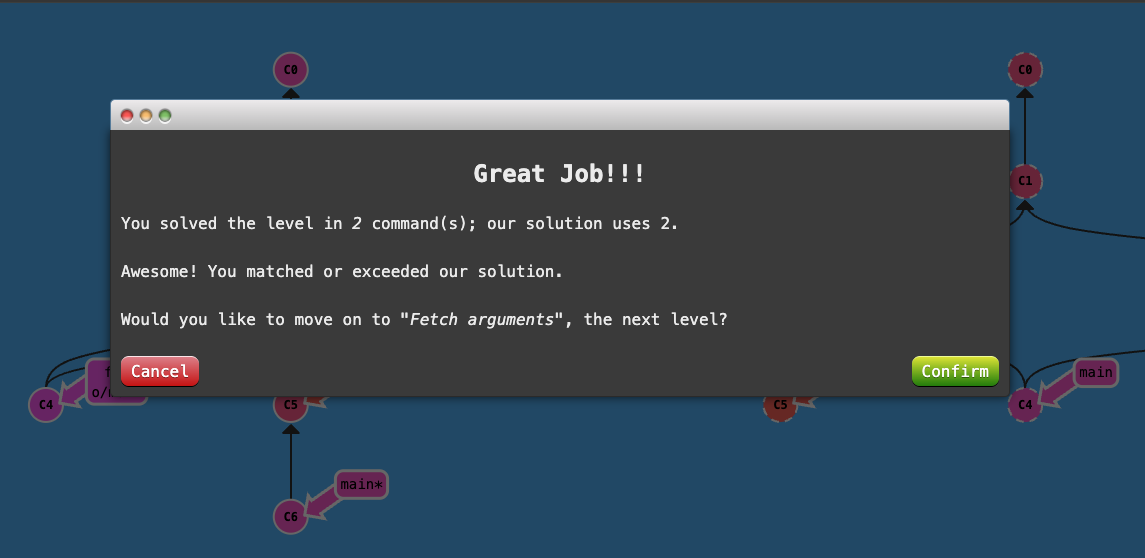 C0
C0
Great Job!!!
C1
You solved the level in 2 command(s); our solution uses 2.
Awesome! You matched or exceeded our solution.
Would you like to move on to "Fetch arguments", the next level?
Cancel
Confirm
main
C4
C5
C5
C4
main*
C6